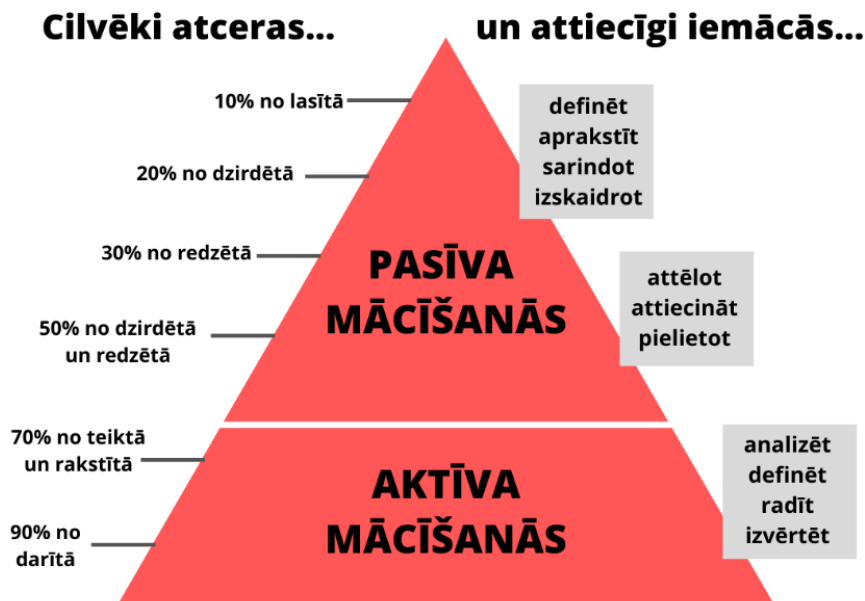 Cilvēki atceras...
un attiecīgi iemācās...
10% no lasītā
20% no dzirdētā
30% no redzētā
50% no dzirdētā
un redzētā
70% no teiktā
un rakstītā
90% no
darītā
PASĪVA
MĀCĪŠANĀS
AKTĪVA
MĀCĪŠANĀS
definēt
aprakstīt
sarindot
izskaidrot
attēlot
attiecināt
pielietot
analizēt
definēt
radīt
izvērtēt